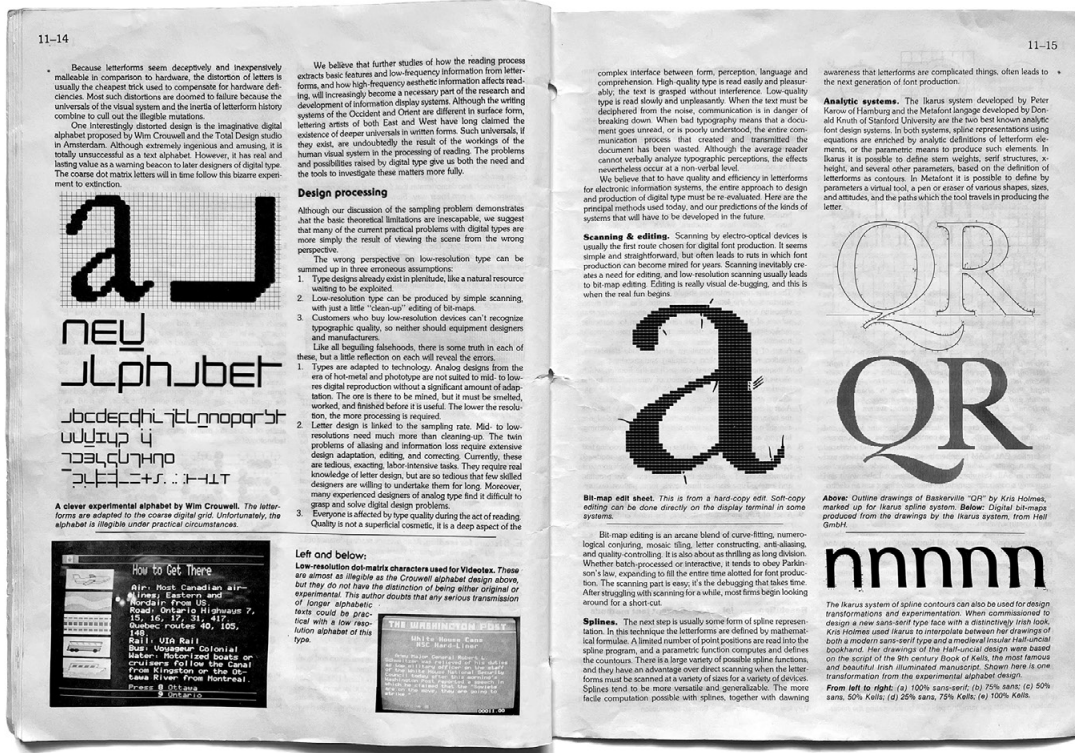 11–14
Because letterforms seem deceptively and inexpensively
malleable in comparison to hardware, the distortion of letters is
usually the cheapest trick used to compensate for hardware defi-
ciencies. Most such distortions are doomed to failure because the
universals of the visual system and the inertia of letterform history
combine to cull out the illegible mutations.
One interestingly distorted design is the imaginative digital
alphabet proposed by Wim Crouwell and the Total Design studio
in Amsterdam. Although extremely ingenious and amusing, it is
totally unsuccessful as a text alphabet. However, it has real and
lasting value as a warning beacon to later designers of digital type.
The coarse dot matrix letters will in time follow this bizarre experi-
ment to extinction.
a
neu
alphabet
A clever experimental alphabet by Wim Crouwell. The letter-
forms are adapted to the coarse digital grid. Unfortunately, the
alphabet is illegible under practical circumstances.
How to Get There
Air: Most Canadian air-
lines; Eastern and
Nordair from US.
Road: Ontario Highways 7,
15, 16, 17, 31, 417
Quebec routes 40, 105,
148.
Rail: VIA Rail
Bus: Voyageur Colonial
Water: Motorized boats or
cruisers follow the Canal
from Kingston or the Ot-
tawa River from Montreal.
Press 8 Ottawa
9 Ontario
We believe that further studies of how the reading process
extracts basic features and low-frequency information from letter-
forms, and how high-frequency aesthetic information affects read-
ing, will increasingly become a necessary part of the research and
development of information display systems. Although the writing
systems of the Occident and Orient are different in surface form,
lettering artists of both East and West have long claimed the
existence of deeper universals in written forms. Such universals, if
they exist, are undoubtedly the result of the workings of the
human visual system in the processing of reading. The problems
and possibilities raised by digital type give us both the need and
the tools to investigate these matters more fully.
Design processing
Although our discussion of the sampling problem demonstrates
that the basic theoretical limitations are inescapable, we suggest
that many of the current practical problems with digital types are
more simply the result of viewing the scene from the wrong
perspective.
The wrong perspective on low-resolution type can be
summed up in three erroneous assumptions:
1. Type designs already exist in plenitude, like a natural resource
waiting to be exploited.
2. Low-resolution type can be produced by simple scanning,
with just a little "clean-up" editing of bit-maps.
3. Customers who buy low-resolution devices can't recognize
typographic quality, so neither should equipment designers
and manufacturers.
Like all beguiling falsehoods, there is some truth in each of
these, but a little reflection on each will reveal the errors.
1. Types are adapted to technology. Analog designs from the
era of hot-metal and phototype are not suited to mid- to low-
res digital reproduction without a significant amount of adap-
tation. The ore is there to be mined, but it must be smelted,
worked, and finished before it is useful. The lower the resolu-
tion, the more processing is required.
2. Letter design is linked to the sampling rate. Mid- to low-
resolutions need much more than cleaning-up. The twin
problems of aliasing and information loss require extensive
design adaptation, editing, and correcting. Currently, these
are tedious, exacting, labor-intensive tasks. They require real
knowledge of letter design, but are so tedious that few skilled
designers are willing to undertake them for long. Moreover,
many experienced designers of analog type find it difficult to
grasp and solve digital design problems.
3. Everyone is affected by type quality during the act of reading.
Quality is not a superficial cosmetic, it is a deep aspect of the
Left and below:
Low-resolution dot-matrix characters used for Videotex. These
are almost as illegible as the Crouwell alphabet design above,
but they do not have the distinction of being either original or
experimental. This author doubts that any serious transmission
of longer alphabetic
texts could be prac-
tical with a low reso-
lution alphabet of this
type.
THE WASHINGTON POST
White House Cans
NSC Hard-Liner
11–15
complex interface between form, perception, language and
comprehension. High-quality type is read easily and pleasur-
ably; the text is grasped without interference. Low-quality
type is read slowly and unpleasantly. When the text must be
deciphered from the noise, communication is in danger of
breaking down. When bad typography means that a docu-
ment goes unread, or is poorly understood, the entire com-
munication process that created and transmitted the
document has been wasted. Although the average reader
cannot verbally analyze typographic perceptions, the effects
nevertheless occur at a non-verbal level.
We believe that to have quality and efficiency in letterforms
for electronic information systems, the entire approach to design
and production of digital type must be re-evaluated. Here are the
principal methods used today, and our predictions of the kinds of
systems that will have to be developed in the future.
Scanning & editing. Scanning by electro-optical devices is
usually the first route chosen for digital font production. It seems
simple and straightforward, but often leads to ruts in which font
production can become mired for years. Scanning inevitably cre-
ates a need for editing, and low-resolution scanning usually leads
to bit-map editing. Editing is really visual de-bugging, and this is
when the real fun begins.
a
Bit-map edit sheet. This is from a hard-copy edit. Soft-copy
editing can be done directly on the display terminal in some
systems.
Bit-map editing is an arcane blend of curve-fitting, numero-
logical conjuring, mosaic tiling, letter constructing, anti-aliasing,
and quality-controlling. It is also about as thrilling as long division.
Whether batch-processed or interactive, it tends to obey Parkin-
son's law, expanding to fill the entire time alotted for font produc-
tion. The scanning part is easy; it's the debugging that takes time.
After struggling with scanning for a while, most firms begin looking
around for a short-cut.
Splines. The next step is usually some form of spline represen-
tation. In this technique the letterforms are defined by mathemat-
ical formulae. A limited number of point positions are read into the
spline program, and a parametric function computes and defines
the countours. There is a large variety of possible spline functions,
and they have an advantage over direct scanning when the letter-
forms must be scanned at a variety of sizes for a variety of devices.
Splines tend to be more versatile and generalizable. The more
facile computation possible with splines, together with dawning
awareness that letterforms are complicated things, often leads to
the next generation of font production.
Analytic systems. The Ikarus system developed by Peter
Karow of Hamburg and the Metafont langage developed by Don-
ald Knuth of Stanford University are the two best known analytic
font design systems. In both systems, spline representations using
equations are enriched by analytic definitions of letterform ele-
ments, or the parametric means to produce such elements. In
Ikarus it is possible to define stem weights, serif structures, x-
height, and several other parameters, based on the definition of
letterforms as contours. In Metafont it is possible to define by
parameters a virtual tool, a pen or eraser of various shapes, sizes,
and attitudes, and the paths which the tool travels in producing the
letter.
QR
QR
Above: Outline drawings of Baskerville "QR" by Kris Holmes,
marked up for Ikarus spline system. Below: Digital bit-maps
produced from the drawings by the Ikarus system, from Hell
GmbH.
nnnnn
The Ikarus system of spline contours can also be used for design
transformations and experimentation. When commissioned to
design a new sans-serif type face with a distinctively Irish look,
Kris Holmes used Ikarus to interpolate between her drawings of
both a modern sans-serif type and a medieval Insular Half-uncial
bookhand. Her drawings of the Half-uncial design were based
on the script of the 9th century Book of Kells, the most famous
and beautiful Irish illuminated manuscript. Shown here is one
transformation from the experimental alphabet design.
From left to right: (a) 100% sans-serif; (b) 75% sans; (c) 50%
sans, 50% Kells; (d) 25% sans, 75% Kells; (e) 100% Kells.